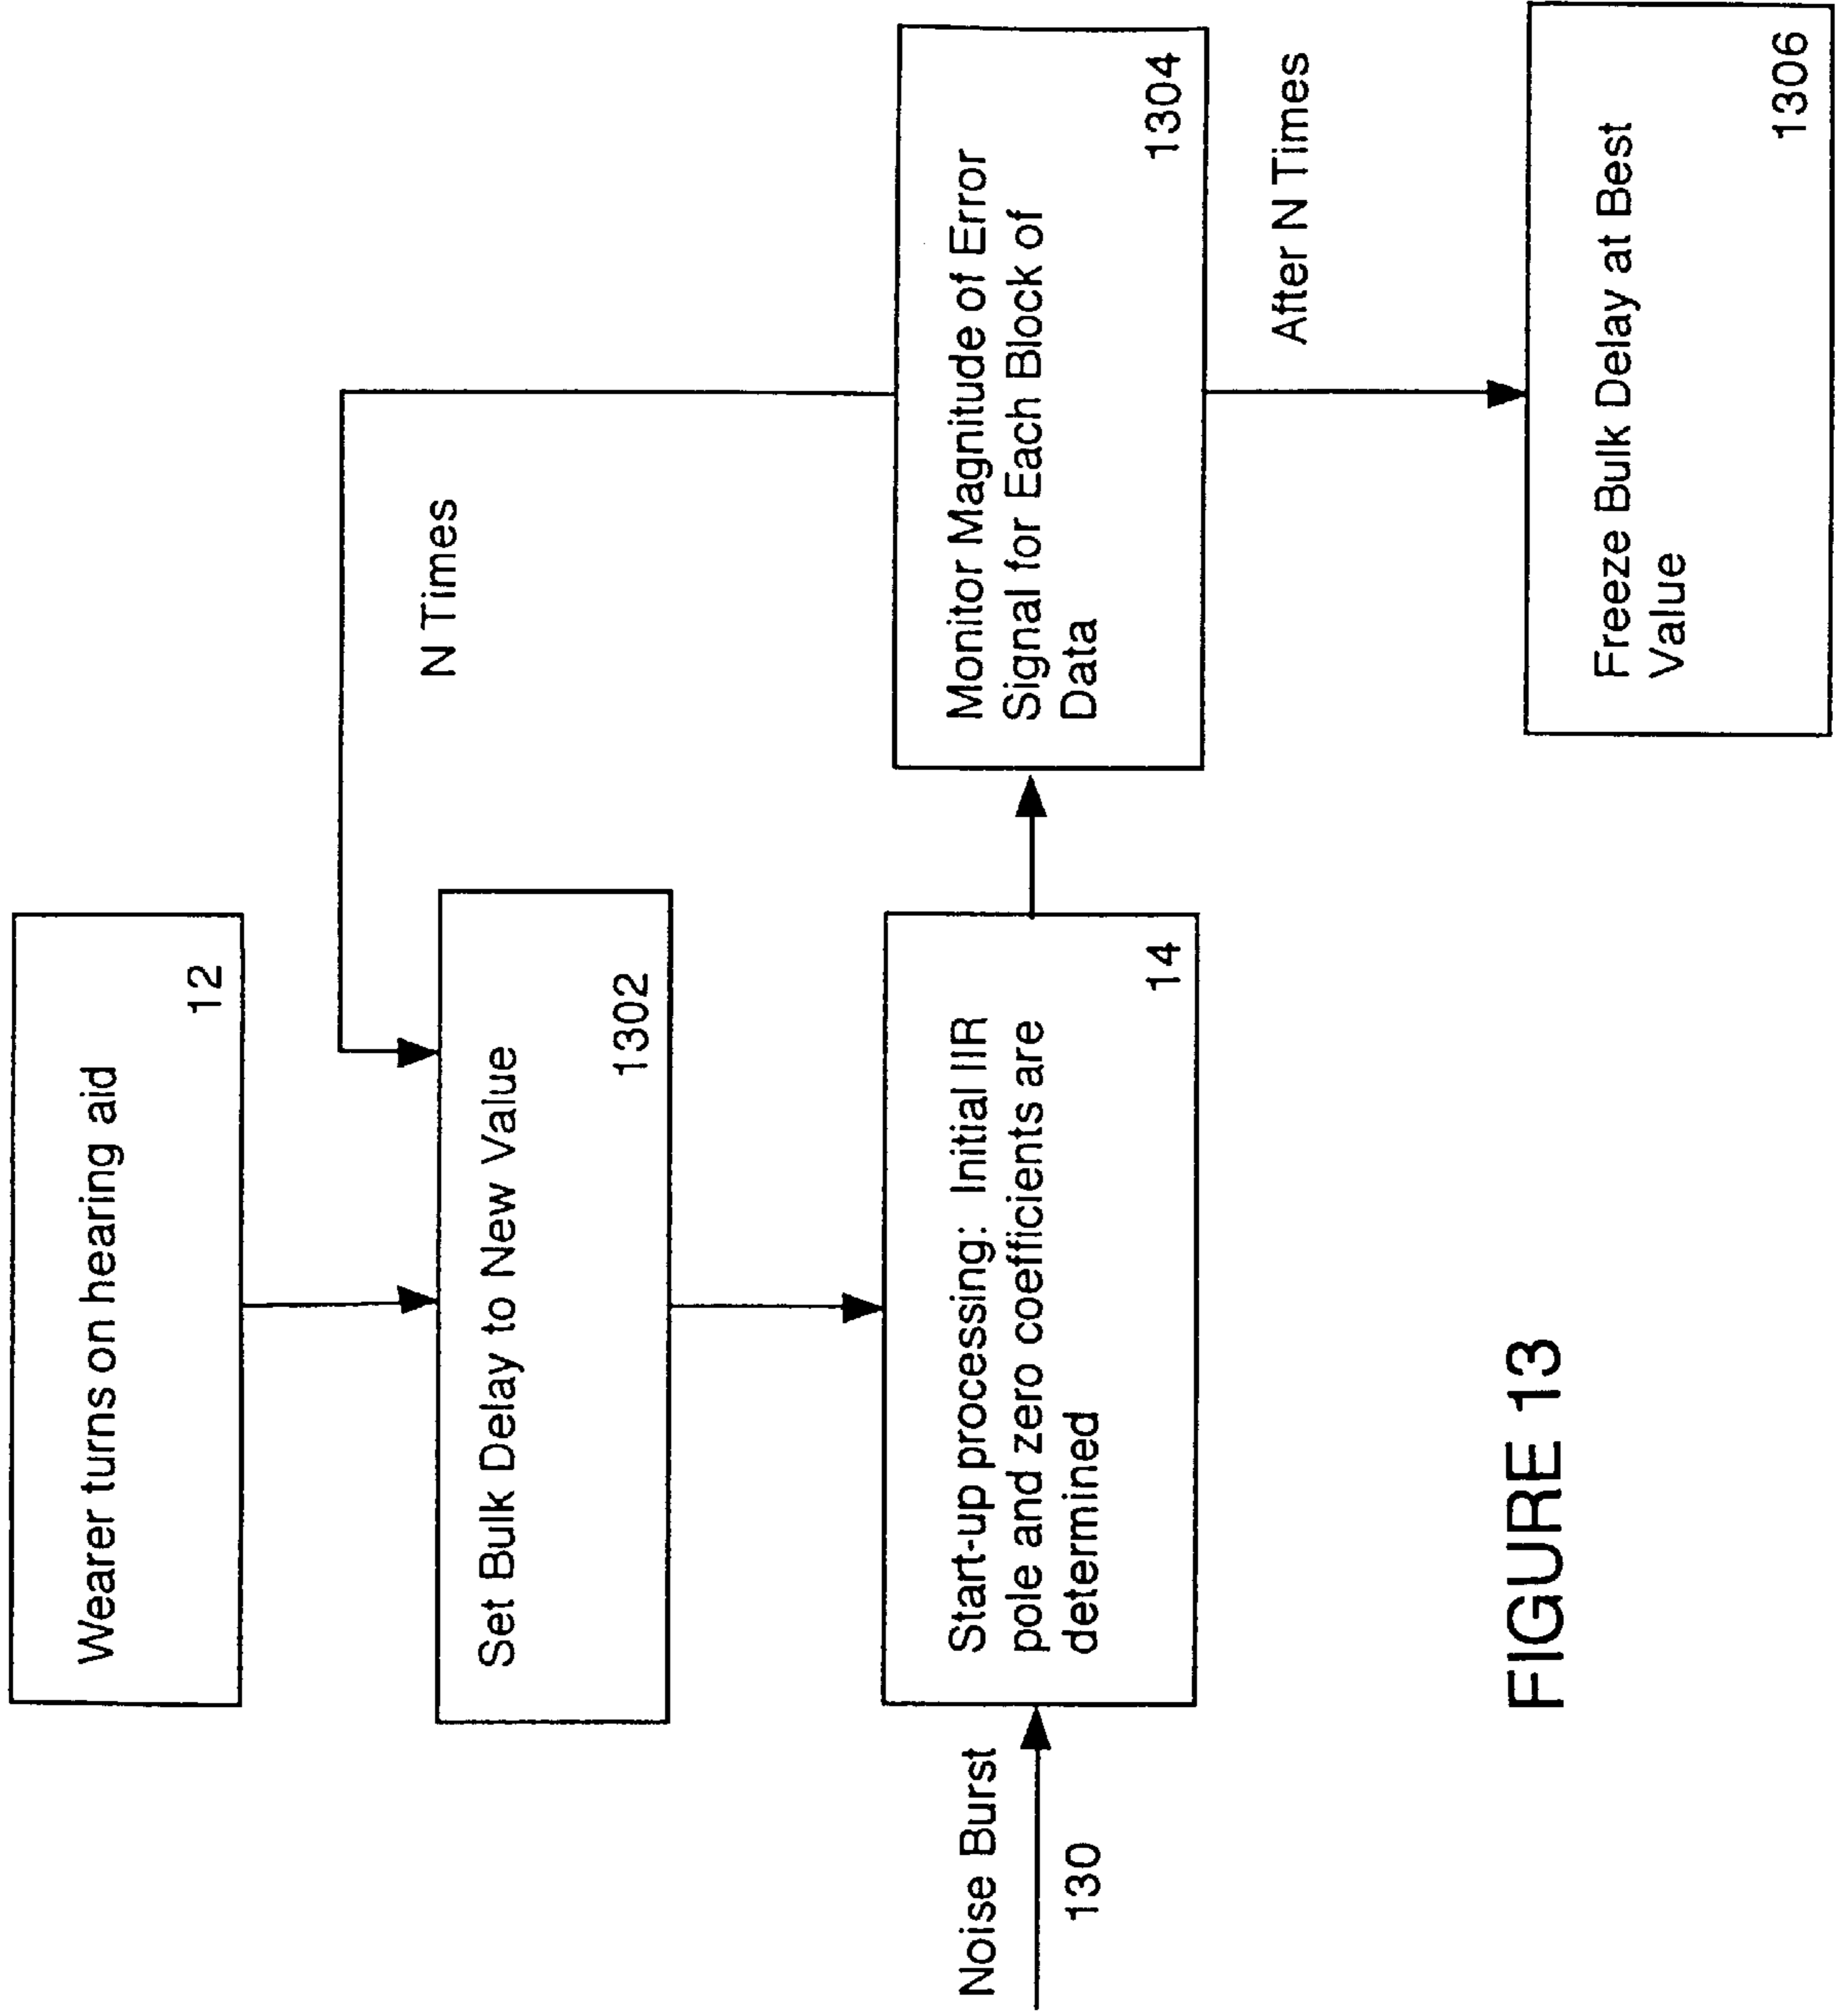 Wearer turns on hearing aid
12
N Times
Set Bulk Delay to New Value
1302
Noise Burst
130
Start-up processing: Initial IIR
pole and zero coefficients are
determined
14
Monitor Magnitude of Error
Signal for Each Block of
Data
1304
After N Times
Freeze Bulk Delay at Best
Value
1306
FIGURE 13